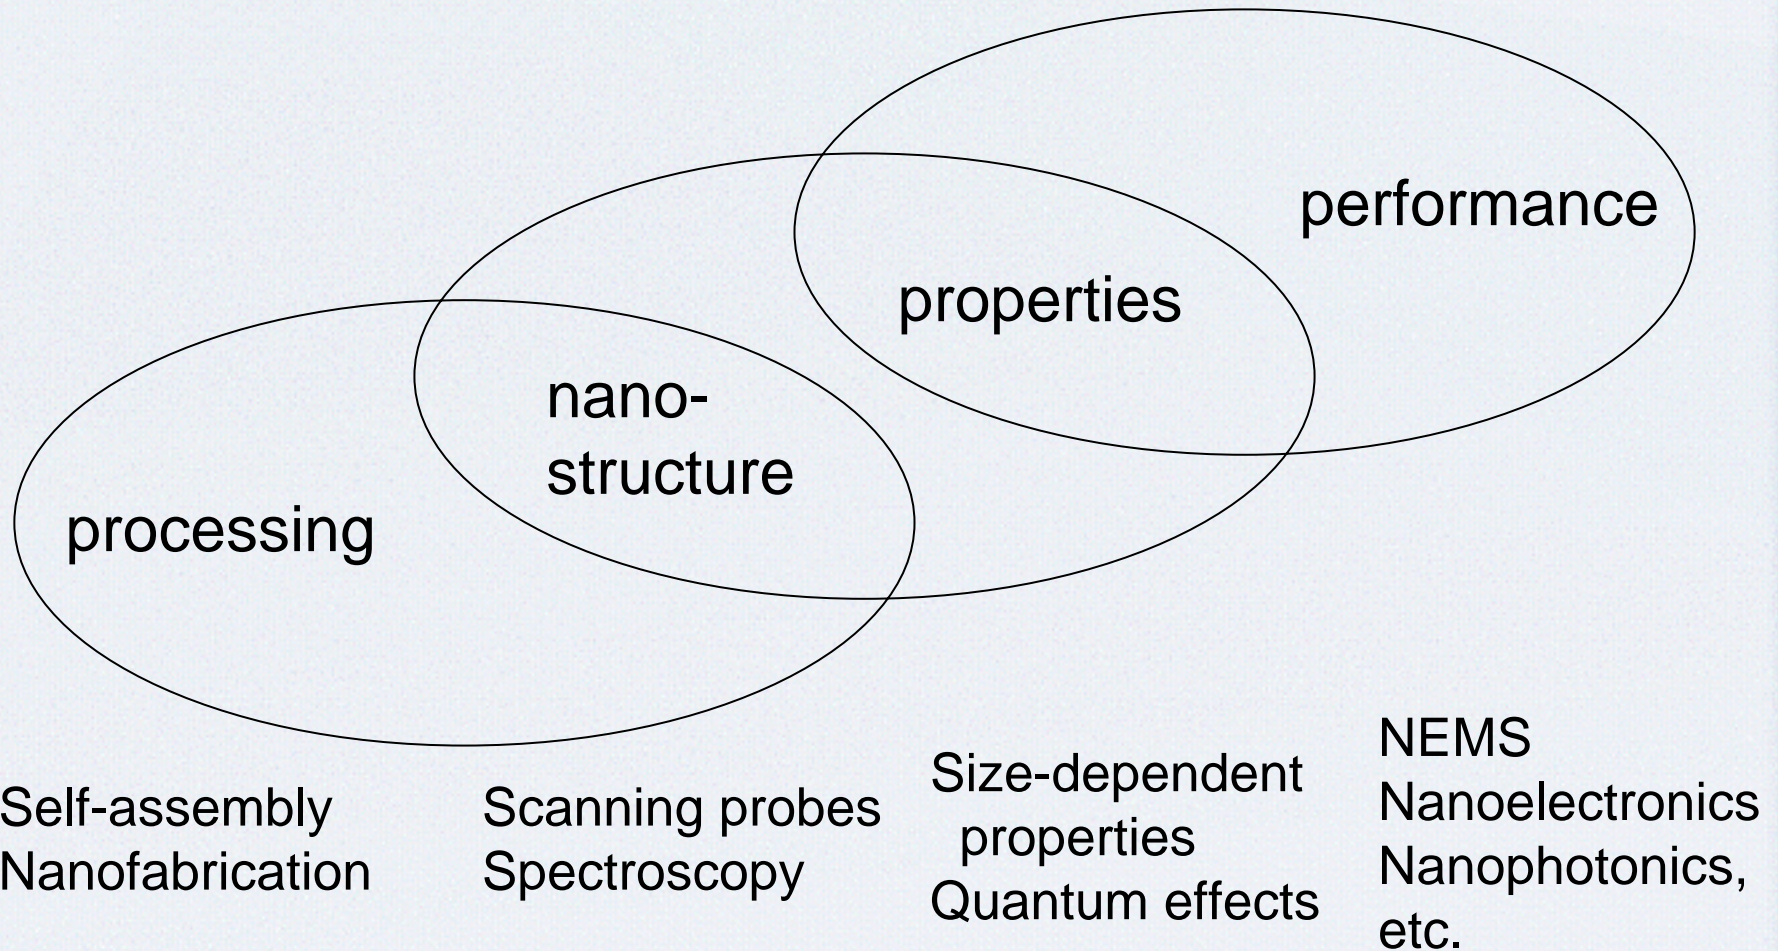 performance
properties
nano-
structure
processing
Self-assembly
Nanofabrication
Scanning probes
Spectroscopy
Size-dependent
properties
Quantum effects
NEMS
Nanoelectronics
Nanophotonics,
etc.